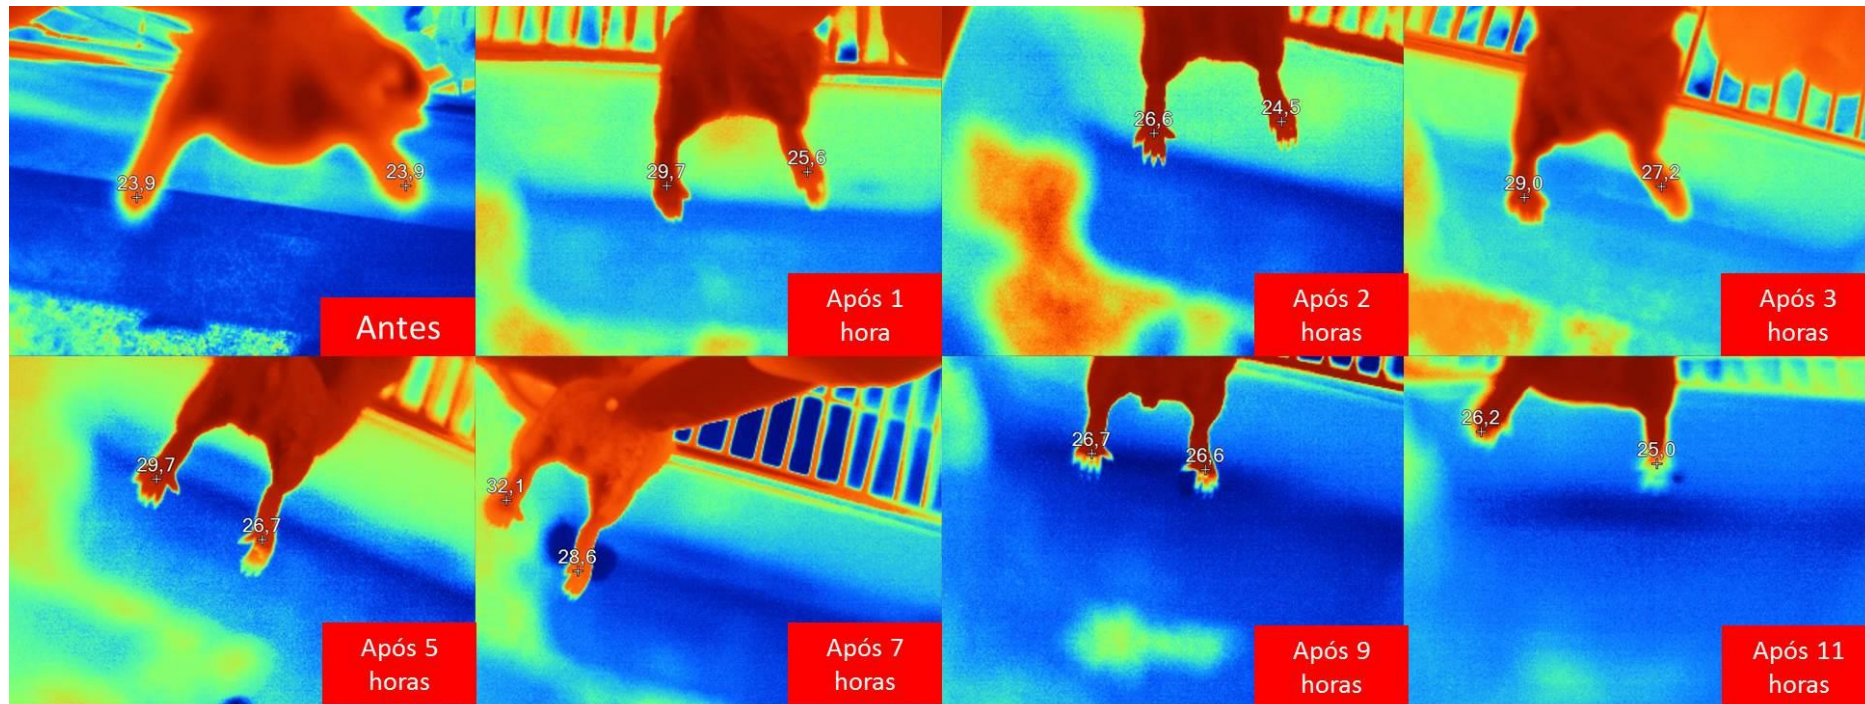 23,9
23,9
Antes
29,7
25,6
Após 1
hora
26,6
24,5
Após 2
horas
29,0
27,2
Após 3
horas
29,7
26,7
Após 5
horas
32,1
28,6
Após 7
horas
26,7
26,6
Após 9
horas
26,2
25,0
Após 11
horas